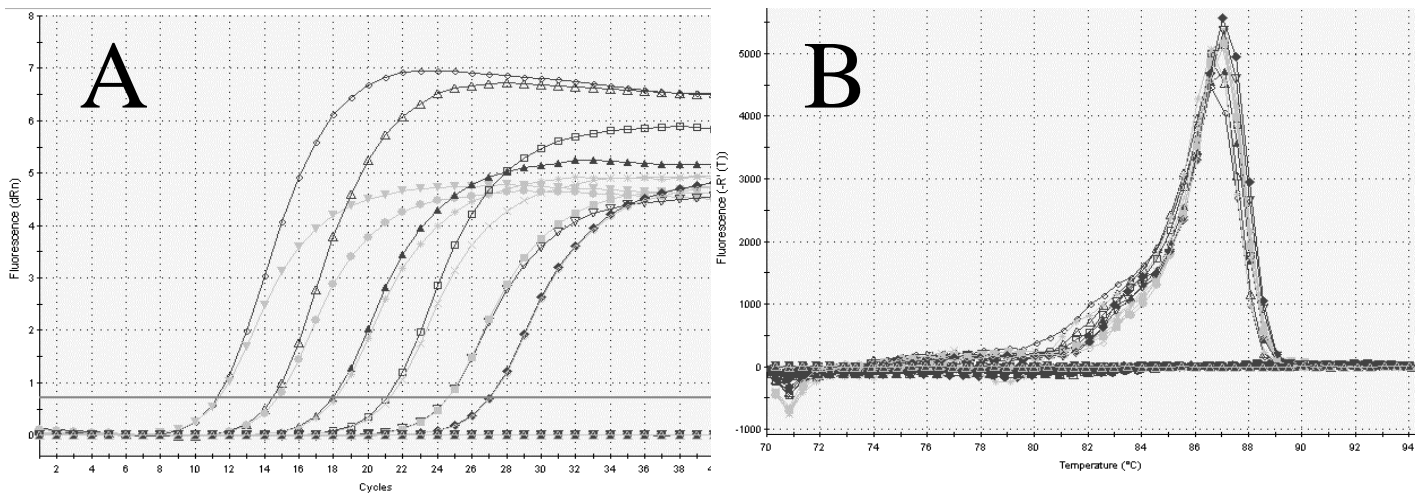 A
Fluorescence (dRn)
8
7
6
5
4
3
2
1
0
2 4 6 8 10 12 14 16 18 20 22 24 26 28 30 32 34 36 38 4
Cycles
B
Fluorescence (-R' (T))
5000
4000
3000
2000
1000
0
-1000
70 72 74 76 78 80 82 84 86 88 90 92 94
Temperature (°C)